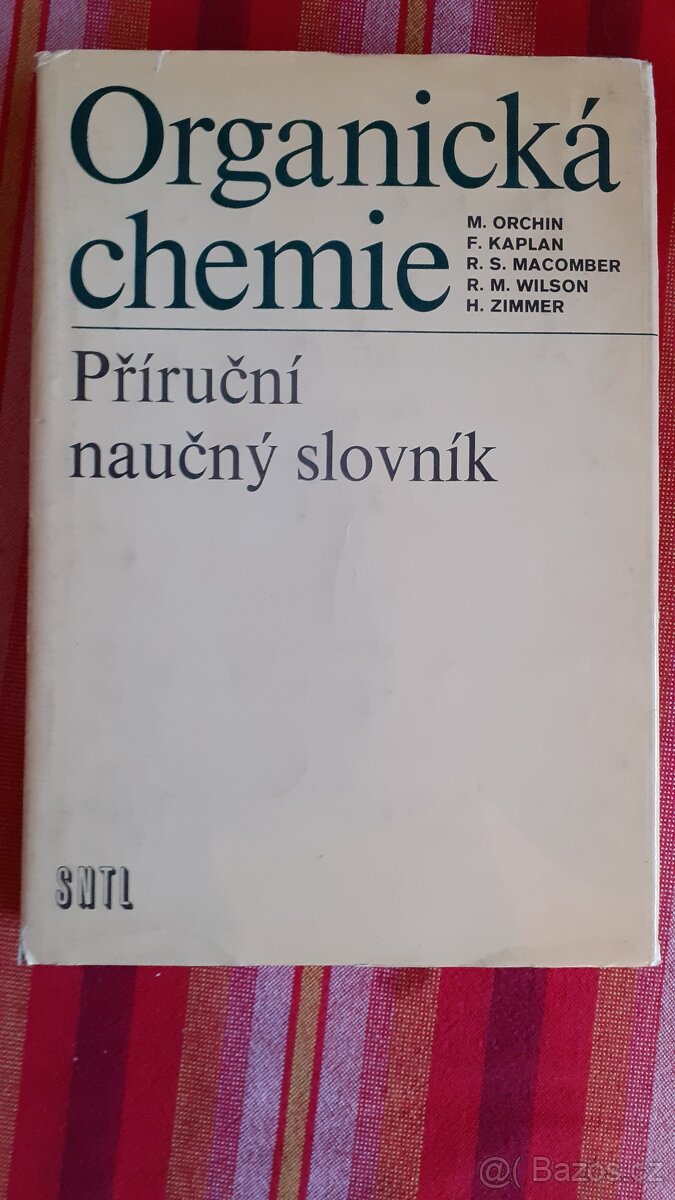 Organická
chemie
M. ORCHIN
F. KAPLAN
R. S. MACOMBER
R. M. WILSON
H. ZIMMER
Příruční
naučný slovník
SNTL
@( Bazoš.cz